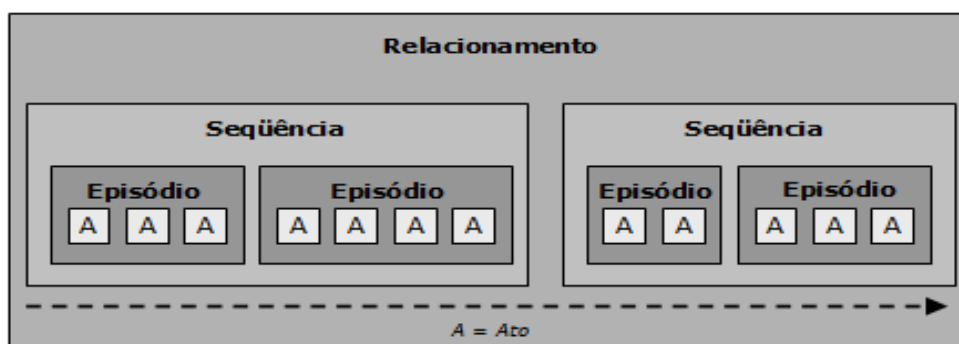 Relacionamento
Seqüência Seqüência
Episódio Episódio Episódio Episódio
A A A A A A A A A A A A
A = Ato